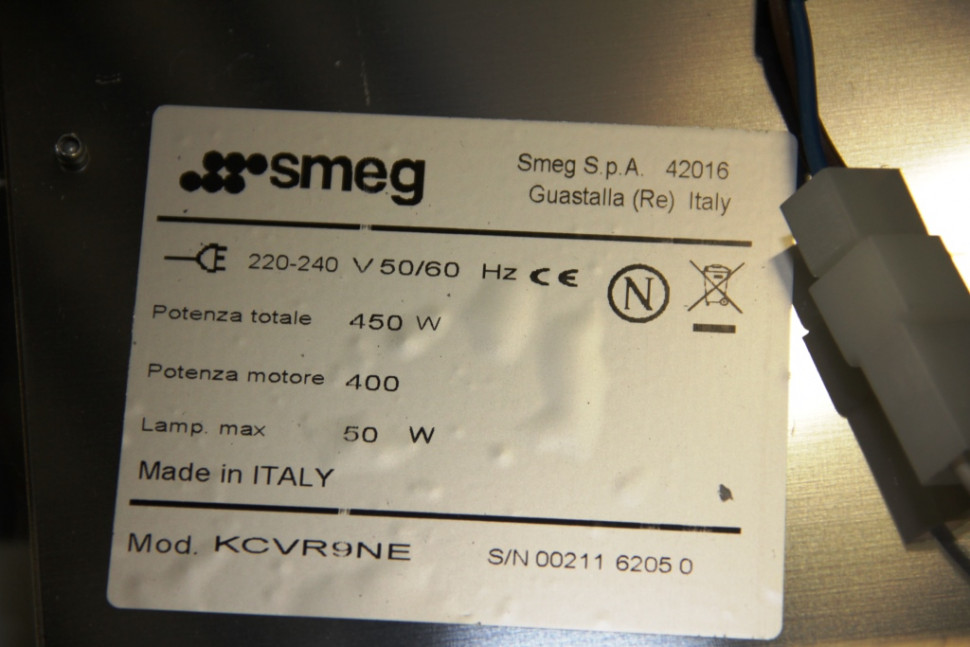 smeg
Smeg S.p.A. 42016
Guastalla (Re) Italy
220-240 V 50/60 Hz CE
N
Potenza totale 450 W
Potenza motore 400
Lamp. max 50 W
Made in ITALY
Mod. KCVR9NE
S/N 00211 6205 0